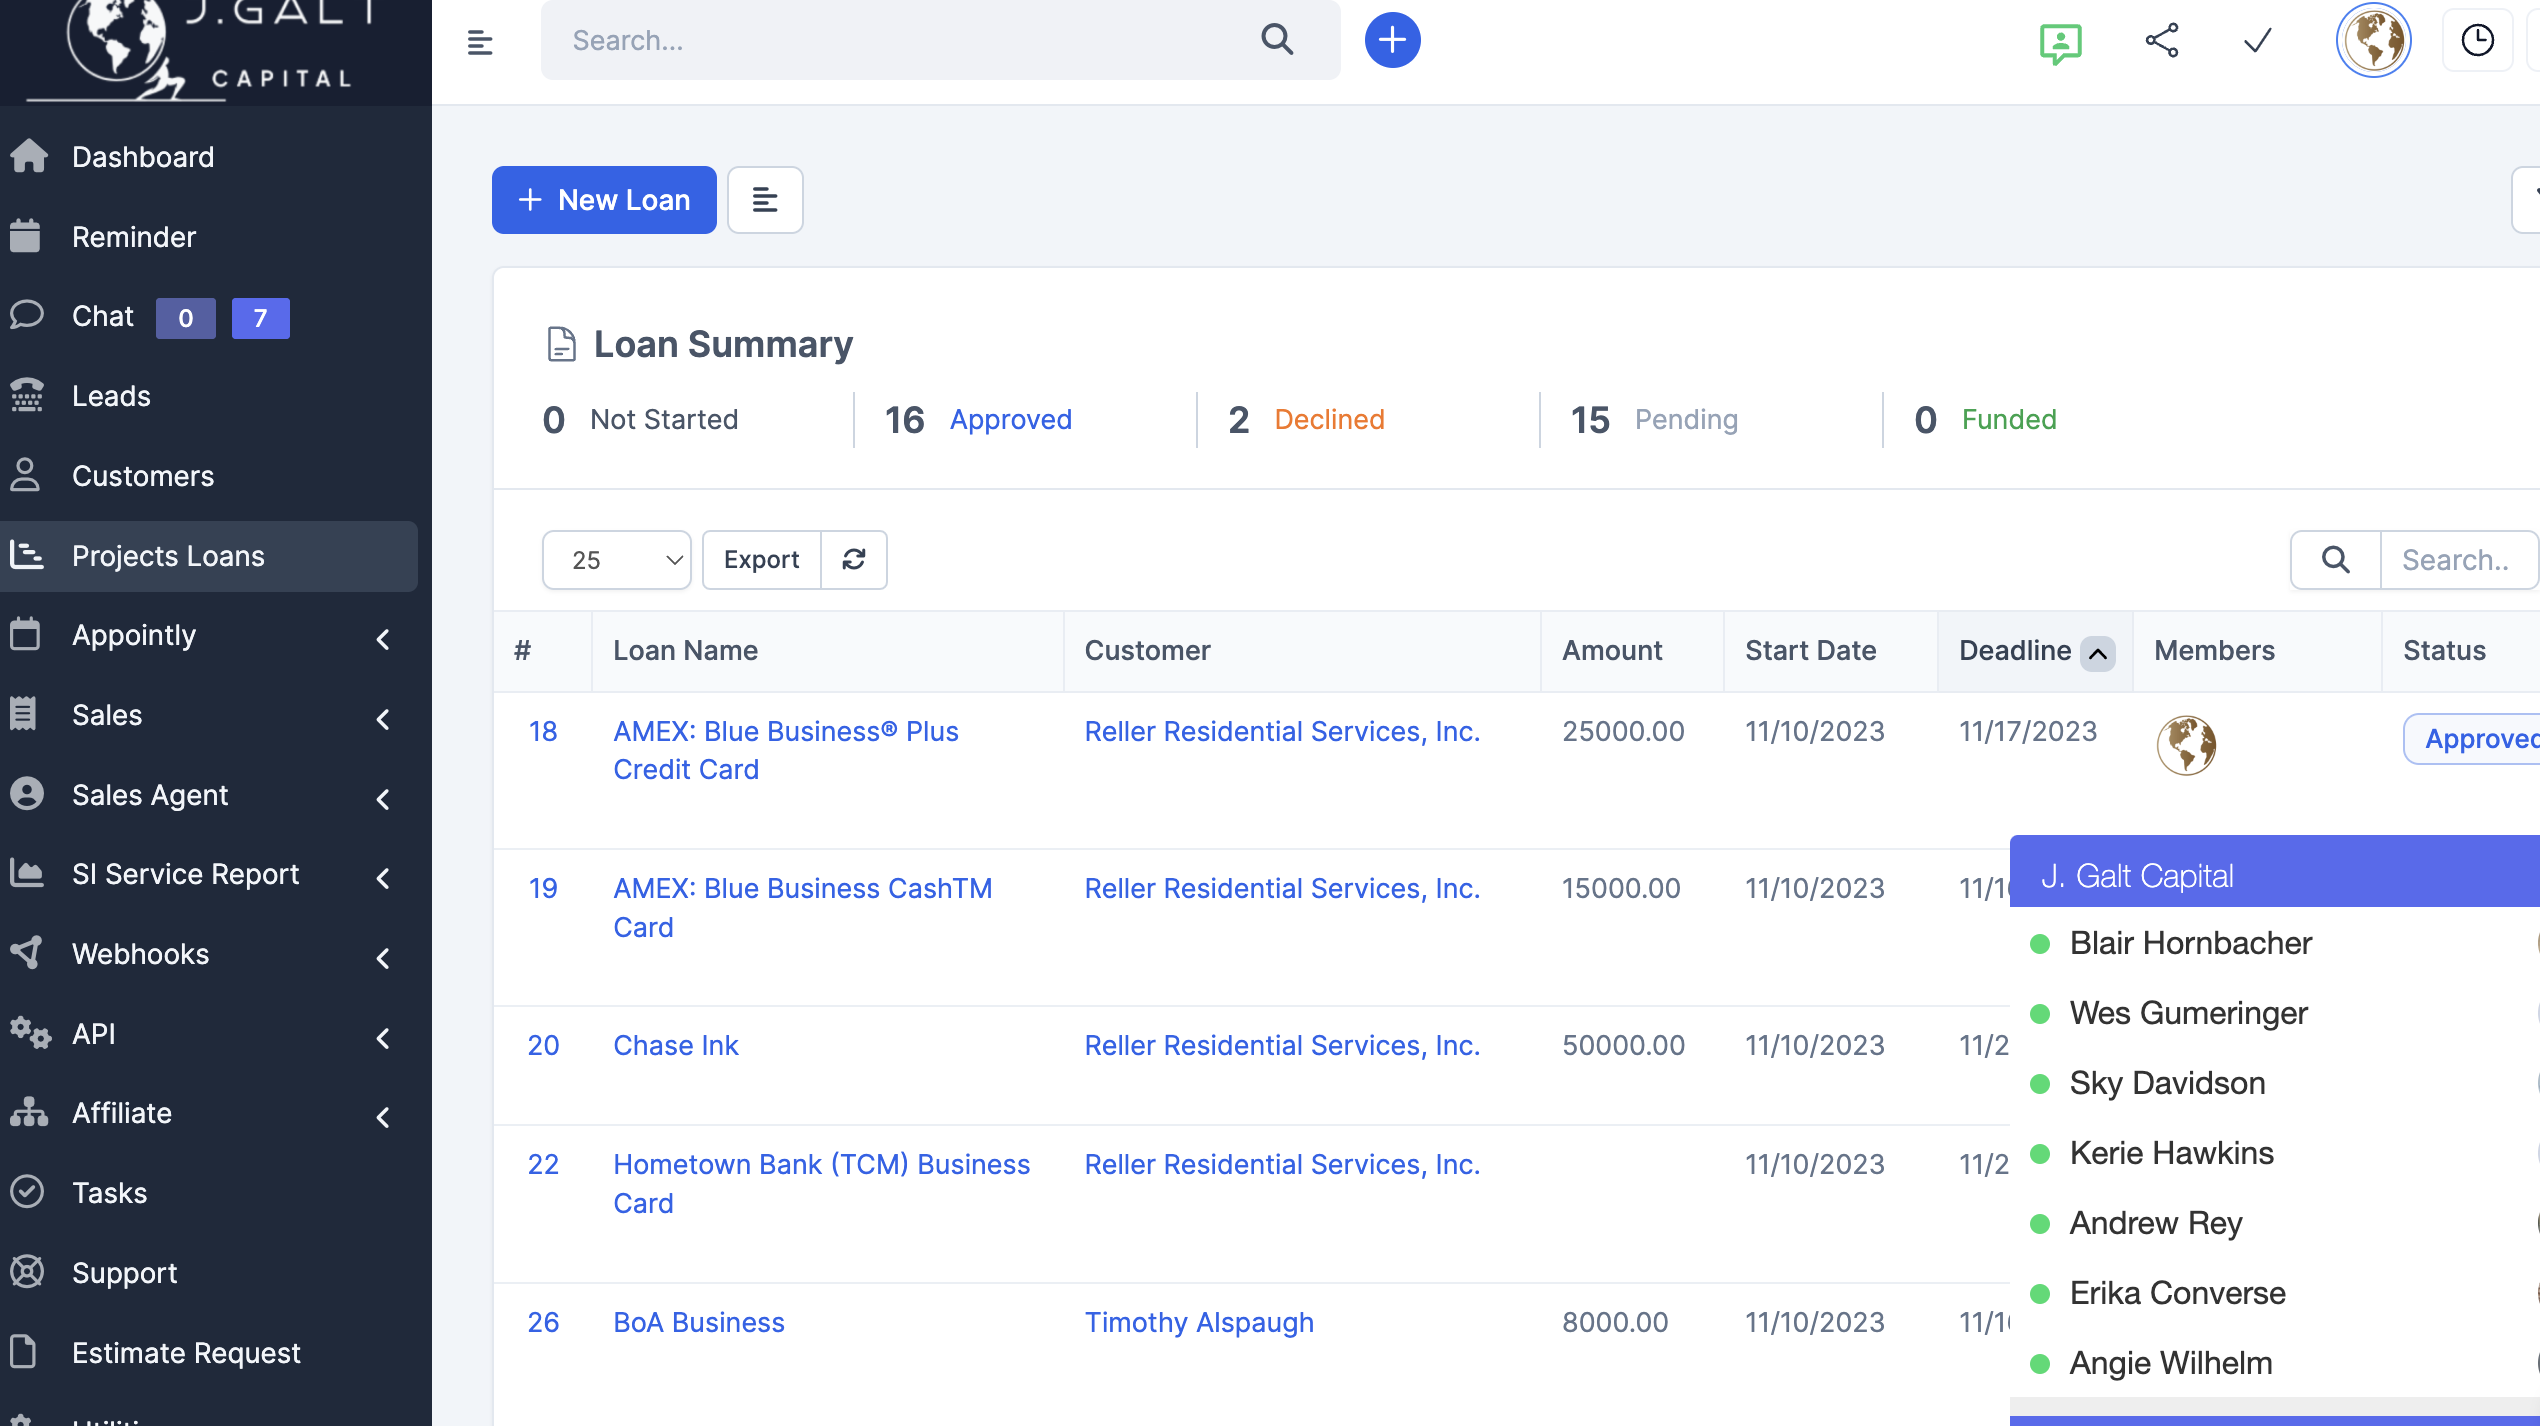 J.GALT
CAPITAL
Search...
Dashboard
Reminder
Chat 0 7
Leads
Customers
Projects Loans
Appointly
Sales
Sales Agent
SI Service Report
Webhooks
API
Affiliate
Tasks
Support
Estimate Request
New Loan
Loan Summary
0 Not Started
16 Approved
2 Declined
15 Pending
0 Funded
25
Export
Search..
# Loan Name Customer Amount Start Date Deadline Members Status
18 AMEX: Blue Business® Plus Reller Residential Services, Inc. 25000.00 11/10/2023 11/17/2023 Approved
Credit Card
19 AMEX: Blue Business CashTM Reller Residential Services, Inc. 15000.00 11/10/2023 11/1
Card
20 Chase Ink Reller Residential Services, Inc. 50000.00 11/10/2023 11/2
22 Hometown Bank (TCM) Business Reller Residential Services, Inc. 11/10/2023 11/2
Card
26 BoA Business Timothy Alspaugh 8000.00 11/10/2023 11/1
J. Galt Capital
Blair Hornbacher
Wes Gumeringer
Sky Davidson
Kerie Hawkins
Andrew Rey
Erika Converse
Angie Wilhelm